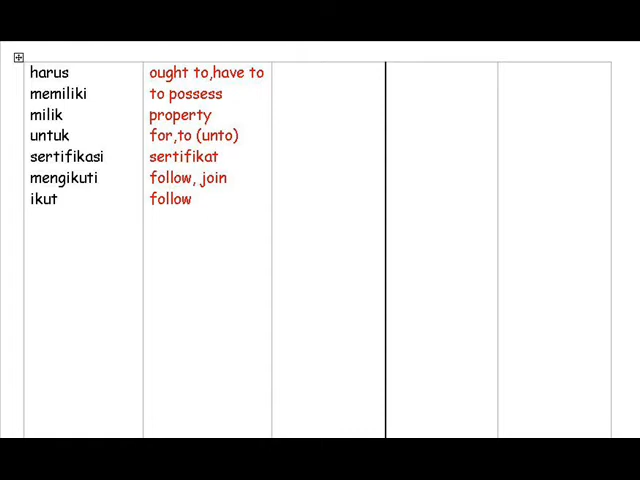 harus ought to,have to
memiliki to possess
milik property
untuk for,to (unto)
sertifikasi sertifikat
mengikuti follow, join
ikut follow